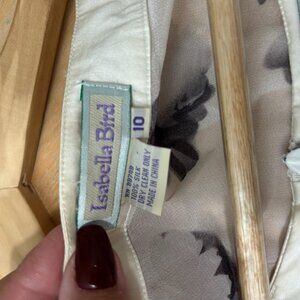 Isabella Bird
10
100% SILK
DRY CLEAN ONLY
MADE IN CHINA